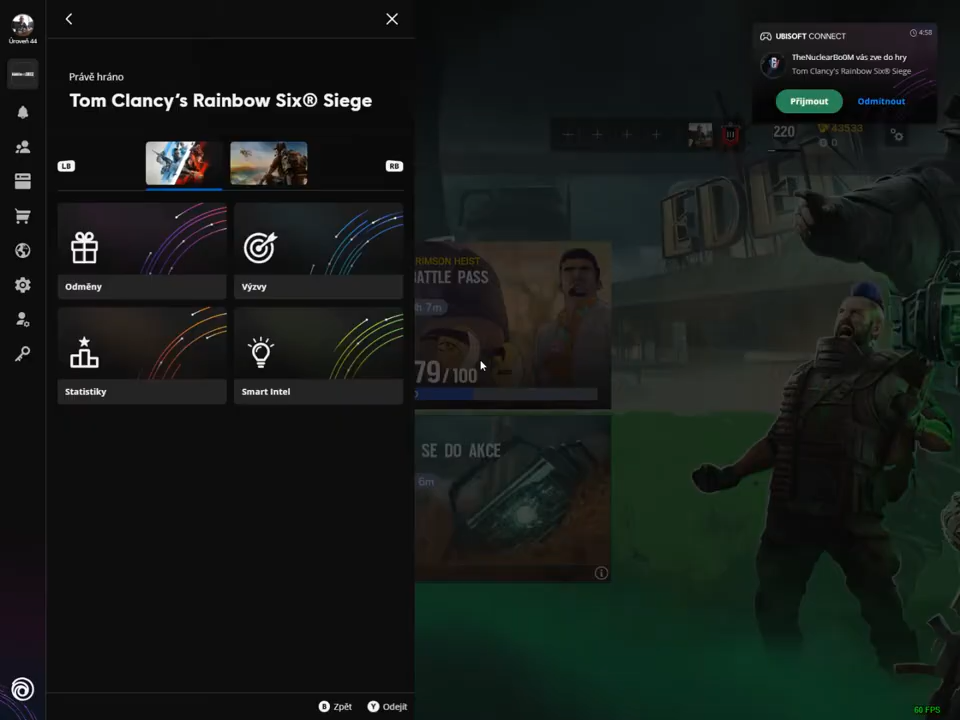 Úroveň 44
Právě hráno
Tom Clancy's Rainbow Six® Siege
LB
RB
Odměny
Výzvy
Statistiky
Smart Intel
B Zpět
Y Odejít
UBISOFT CONNECT
4:58
TheNuclearBo0M vás zve do hry
Tom Clancy's Rainbow Six® Siege
Přijmout
Odmítnout
220
43533
0
EDEN
RIMSON HEIST
BATTLE PASS
h 7m
79/100
SE DO AKCE
6m
60 FPS